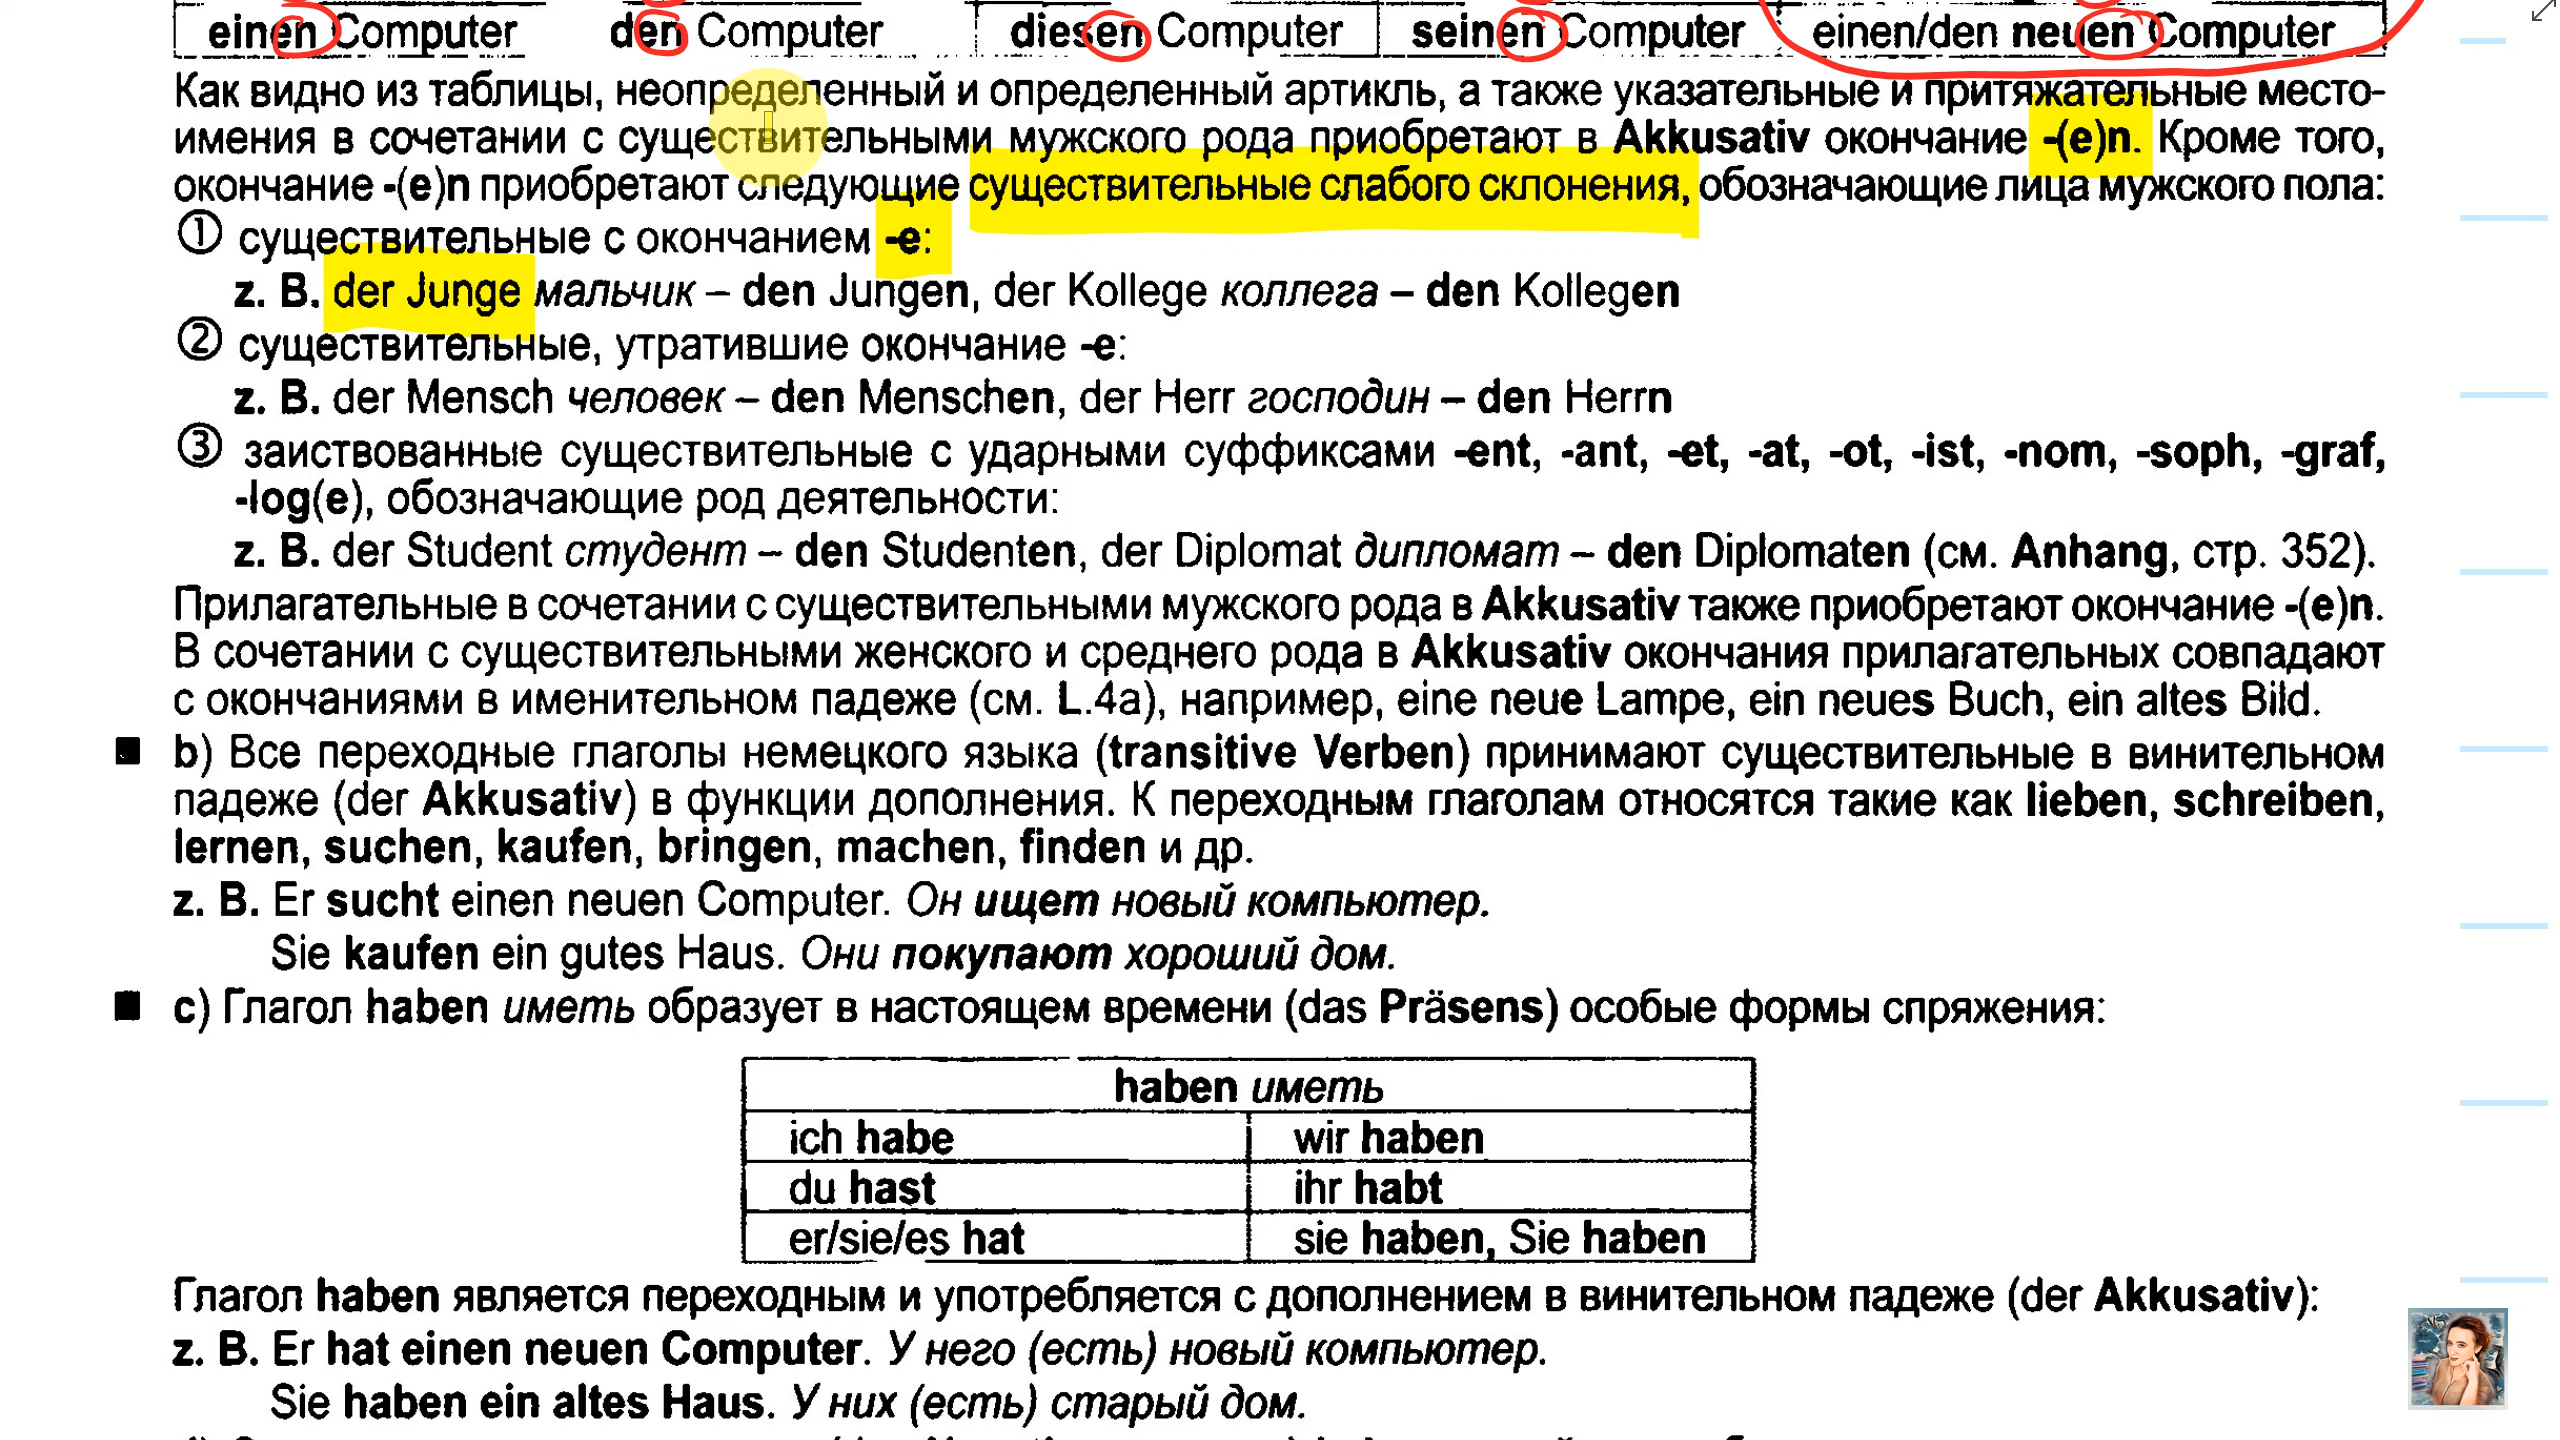 einen Computer den Computer diesen Computer seinen Computer einen/den neuen Computer
Как видно из таблицы, неопределенный и определенный артикль, а также указательные и притяжательные место-
имения в сочетании с существительными мужского рода приобретают в Akkusativ окончание -(e)n. Кроме того,
окончание -(e)n приобретают следующие существительные слабого склонения, обозначающие лица мужского пола:
① существительные с окончанием -e:
z. B. der Junge мальчик – den Jungen, der Kollege коллега – den Kollegen
② существительные, утратившие окончание -e:
z. B. der Mensch человек – den Menschen, der Herr господин – den Herrn
③ заиствованные существительные с ударными суффиксами -ent, -ant, -et, -at, -ot, -ist, -nom, -soph, -graf,
-log(e), обозначающие род деятельности:
z. B. der Student студент – den Studenten, der Diplomat дипломат – den Diplomaten (см. Anhang, стр. 352).
Прилагательные в сочетании с существительными мужского рода в Akkusativ также приобретают окончание -(e)n.
В сочетании с существительными женского и среднего рода в Akkusativ окончания прилагательных совпадают
с окончаниями в именительном падеже (см. L.4a), например, eine neue Lampe, ein neues Buch, ein altes Bild.
b) Все переходные глаголы немецкого языка (transitive Verben) принимают существительные в винительном
падеже (der Akkusativ) в функции дополнения. К переходным глаголам относятся такие как lieben, schreiben,
lernen, suchen, kaufen, bringen, machen, finden и др.
z. B. Er sucht einen neuen Computer. Он ищет новый компьютер.
Sie kaufen ein gutes Haus. Они покупают хороший дом.
c) Глагол haben иметь образует в настоящем времени (das Präsens) особые формы спряжения:
haben иметь
ich habe wir haben
du hast ihr habt
er/sie/es hat sie haben, Sie haben
Глагол haben является переходным и употребляется с дополнением в винительном падеже (der Akkusativ):
z. B. Er hat einen neuen Computer. У него (есть) новый компьютер.
Sie haben ein altes Haus. У них (есть) старый дом.